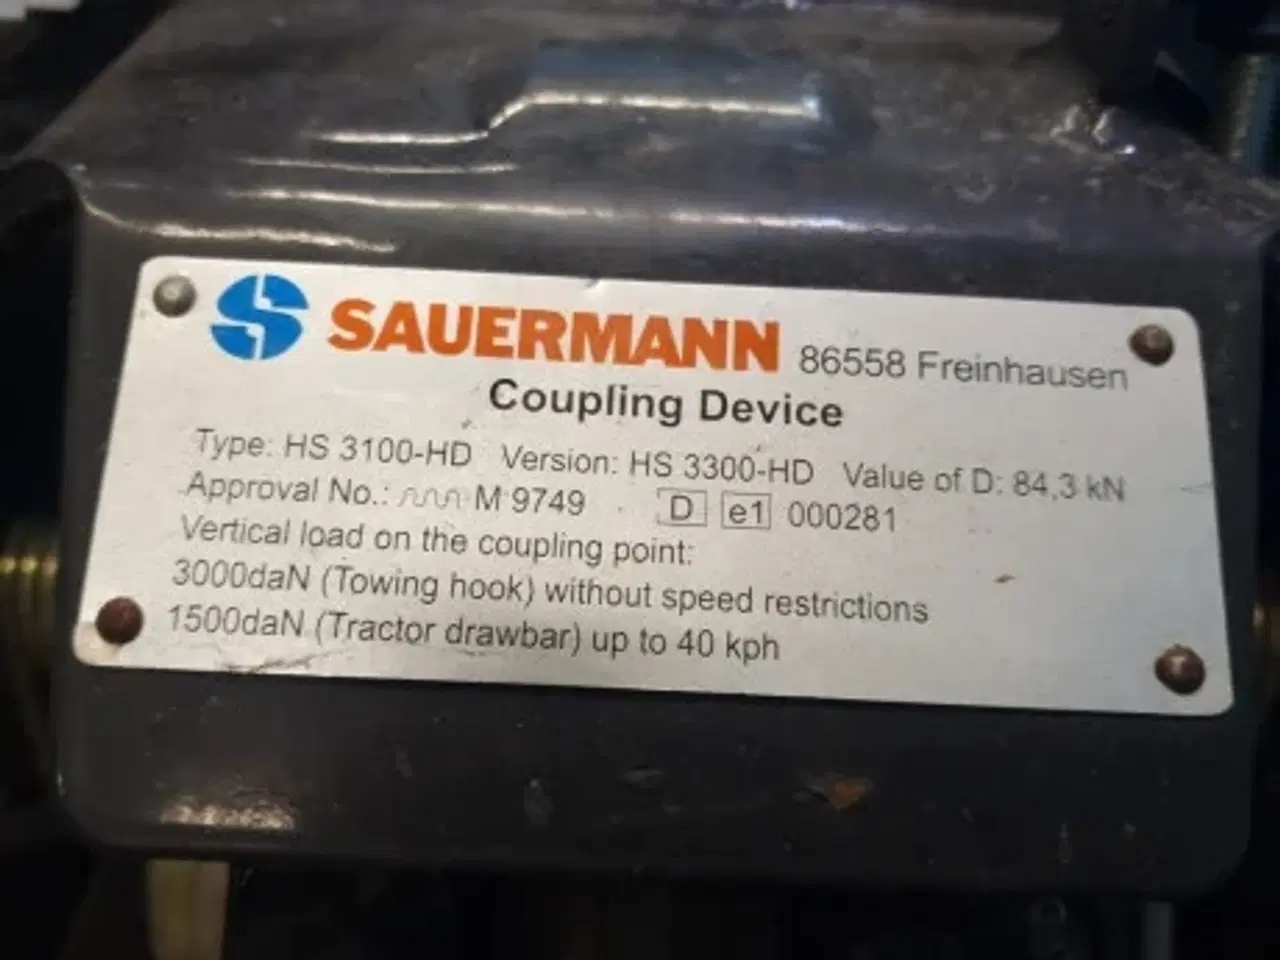 SAUERMANN 86558 Freinhausen
Coupling Device
Type: HS 3100-HD Version: HS 3300-HD Value of D: 84,3 kN
Approval No.: M 9749 D e1 000281
Vertical load on the coupling point:
3000daN (Towing hook) without speed restrictions
1500daN (Tractor drawbar) up to 40 kph